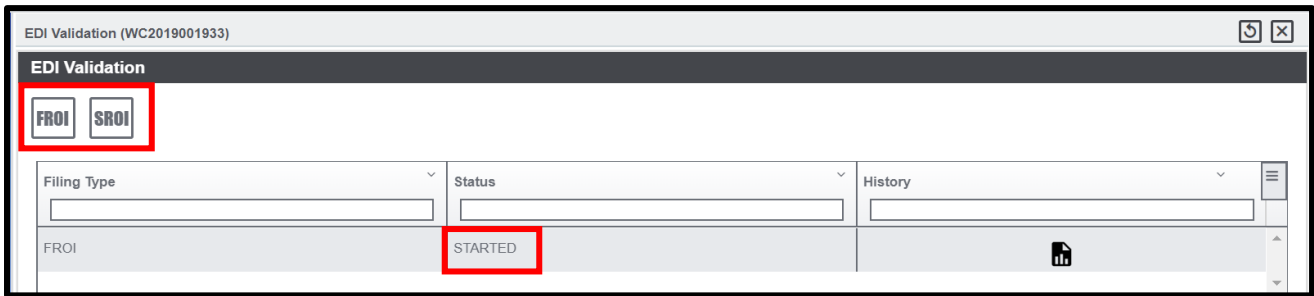 EDI Validation (WC2019001933)
EDI Validation
FROI SROI
Filing Type Status History
FROI STARTED